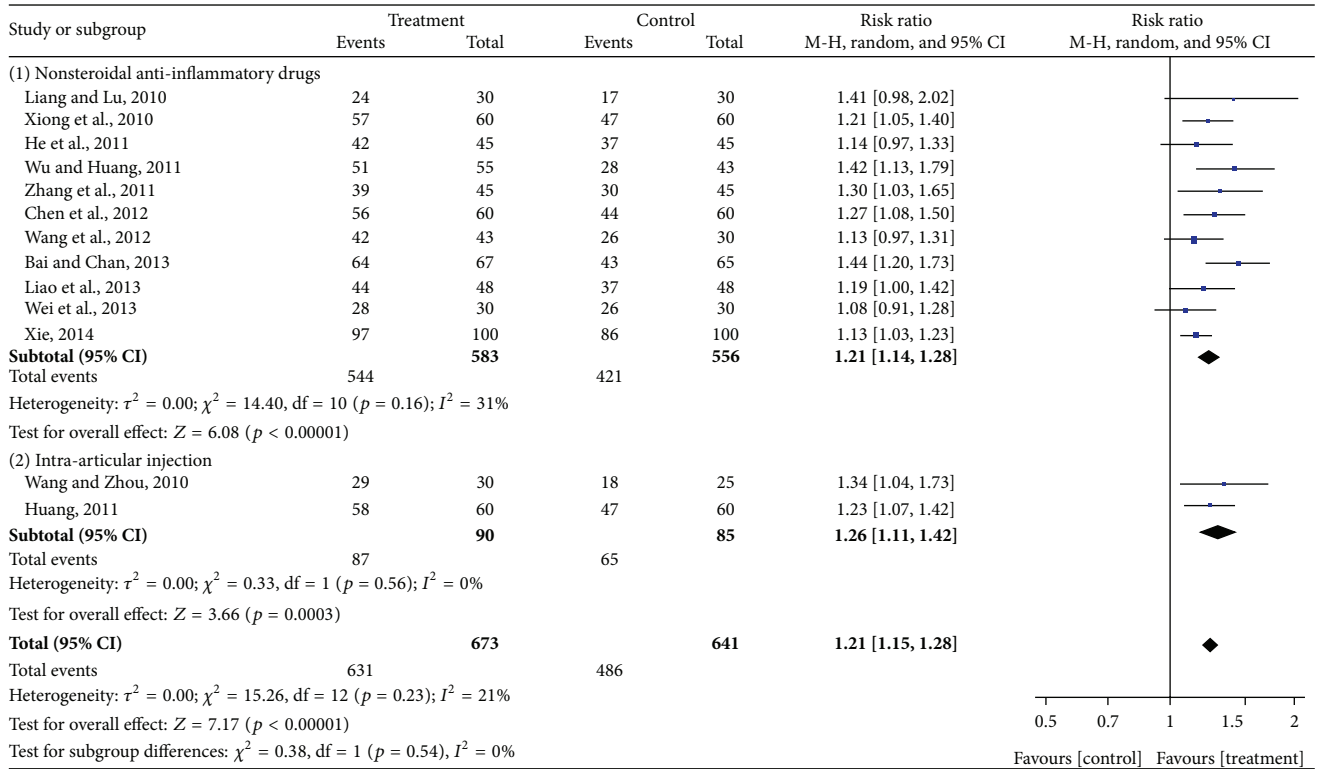 Study or subgroup Treatment Control Risk ratio Risk ratio
Events Total Events Total M-H, random, and 95% CI M-H, random, and 95% CI
(1) Nonsteroidal anti-inflammatory drugs
Liang and Lu, 2010 24 30 17 30 1.41 [0.98, 2.02]
Xiong et al., 2010 57 60 47 60 1.21 [1.05, 1.40]
He et al., 2011 42 45 37 45 1.14 [0.97, 1.33]
Wu and Huang, 2011 51 55 28 43 1.42 [1.13, 1.79]
Zhang et al., 2011 39 45 30 45 1.30 [1.03, 1.65]
Chen et al., 2012 56 60 44 60 1.27 [1.08, 1.50]
Wang et al., 2012 42 43 26 30 1.13 [0.97, 1.31]
Bai and Chan, 2013 64 67 43 65 1.44 [1.20, 1.73]
Liao et al., 2013 44 48 37 48 1.19 [1.00, 1.42]
Wei et al., 2013 28 30 26 30 1.08 [0.91, 1.28]
Xie, 2014 97 100 86 100 1.13 [1.03, 1.23]
Subtotal (95% CI) 583 556 1.21 [1.14, 1.28]
Total events 544 421
Heterogeneity: τ² = 0.00; χ² = 14.40, df = 10 (p = 0.16); I² = 31%
Test for overall effect: Z = 6.08 (p < 0.00001)
(2) Intra-articular injection
Wang and Zhou, 2010 29 30 18 25 1.34 [1.04, 1.73]
Huang, 2011 58 60 47 60 1.23 [1.07, 1.42]
Subtotal (95% CI) 90 85 1.26 [1.11, 1.42]
Total events 87 65
Heterogeneity: τ² = 0.00; χ² = 0.33, df = 1 (p = 0.56); I² = 0%
Test for overall effect: Z = 3.66 (p = 0.0003)
Total (95% CI) 673 641 1.21 [1.15, 1.28]
Total events 631 486
Heterogeneity: τ² = 0.00; χ² = 15.26, df = 12 (p = 0.23); I² = 21%
Test for overall effect: Z = 7.17 (p < 0.00001)
0.5 0.7 1 1.5 2
Test for subgroup differences: χ² = 0.38, df = 1 (p = 0.54), I² = 0%
Favours [control] Favours [treatment]